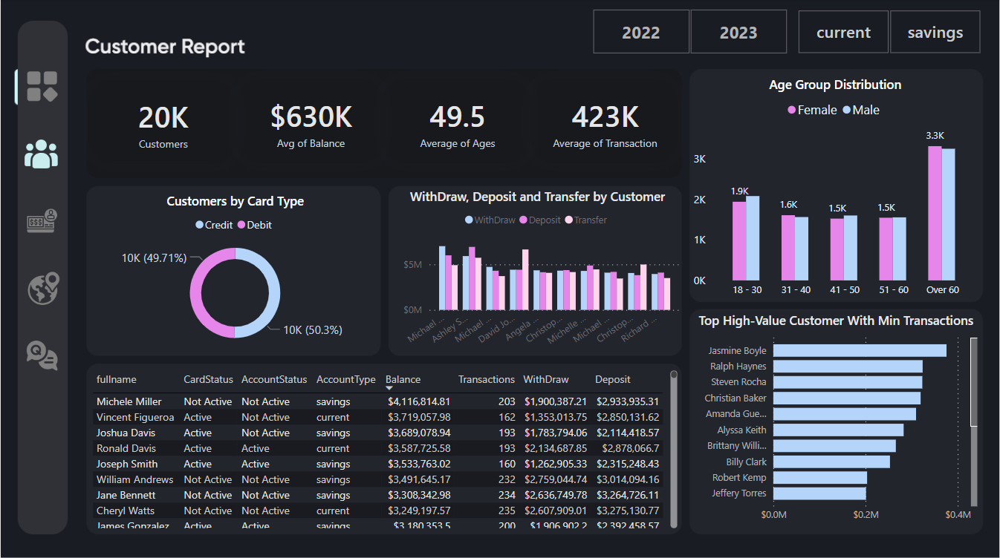 2022 2023 current savings
Customer Report
20K $630K 49.5 423K
Customers Avg of Balance Average of Ages Average of Transaction
Age Group Distribution
Female Male
3.3K
3K
2K
1.9K
1.6K
1.5K
1.5K
1K
0K
18 - 30 31 - 40 41 - 50 51 - 60 Over 60
Customers by Card Type
Credit Debit
10K (49.71%)
10K (50.3%)
WithDraw, Deposit and Transfer by Customer
WithDraw Deposit Transfer
$5M
$0M
Michael ... Ashley S... Michael ... David Jo... Angela ... Christop... Michelle ... Michael ... Christop... Richard ...
Top High-Value Customer With Min Transactions
Jasmine Boyle
Ralph Haynes
Steven Rocha
Christian Baker
Amanda Gue...
Alyssa Keith
Brittany Willi...
Billy Clark
Robert Kemp
Jeffery Torres
$0.0M $0.2M $0.4M
fullname CardStatus AccountStatus AccountType Balance Transactions WithDraw Deposit
Michele Miller Not Active Not Active savings $4,116,814.81 203 $1,900,387.21 $2,933,935.31
Vincent Figueroa Active Not Active current $3,719,057.98 162 $1,353,013.75 $2,850,131.62
Joshua Davis Active Not Active savings $3,689,078.94 193 $1,783,794.06 $2,114,418.57
Ronald Davis Active Active current $3,587,725.58 193 $2,134,687.85 $2,878,066.7
Joseph Smith Active Active savings $3,533,763.02 160 $1,262,905.33 $2,315,248.43
William Andrews Not Active Not Active savings $3,491,645.17 232 $2,759,044.74 $3,014,094.16
Jane Bennett Not Active Not Active savings $3,308,342.98 234 $2,636,749.78 $3,264,726.11
Cheryl Watts Not Active Not Active current $3,249,197.57 235 $2,607,909.01 $3,275,130.77
James Gonzalez Active Active savings $3,180,353.5 200 $1,906,902.2 $2,392,458.57
$$$
Q